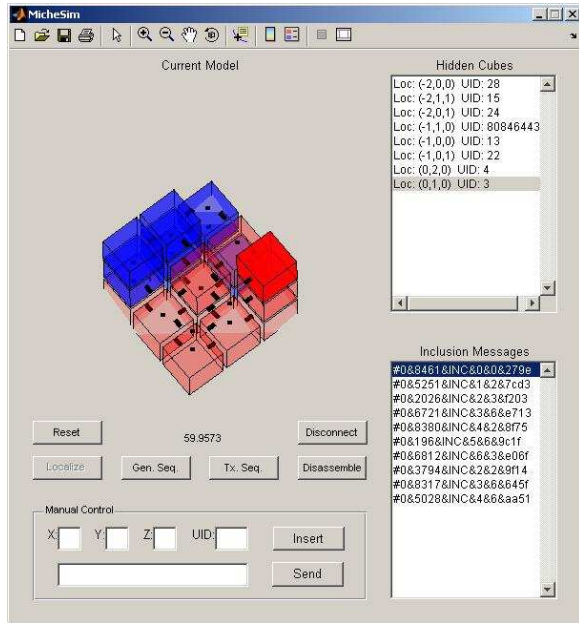 MicheSim
Current Model
Hidden Cubes
Loc: (-2,0,0) UID: 28
Loc: (-2,1,1) UID: 15
Loc: (-2,0,1) UID: 24
Loc: (-1,1,0) UID: 80846443
Loc: (-1,0,0) UID: 13
Loc: (-1,0,1) UID: 22
Loc: (0,2,0) UID: 4
Loc: (0,1,0) UID: 3
Inclusion Messages
#0&8461&INC&0&0&279e
#0&5251&INC&1&2&7cd3
#0&2026&INC&2&3&f203
#0&6721&INC&3&6&e713
#0&8380&INC&4&2&8f75
#0&196&INC&5&6&9c1f
#0&6812&INC&6&3&e06f
#0&3794&INC&2&2&9f14
#0&8317&INC&3&6&645f
#0&5028&INC&4&6&aa51
Reset
59.9573
Disconnect
Localize
Gen. Seq.
Tx. Seq.
Disassemble
Manual Control
X: Y: Z: UID:
Insert
Send